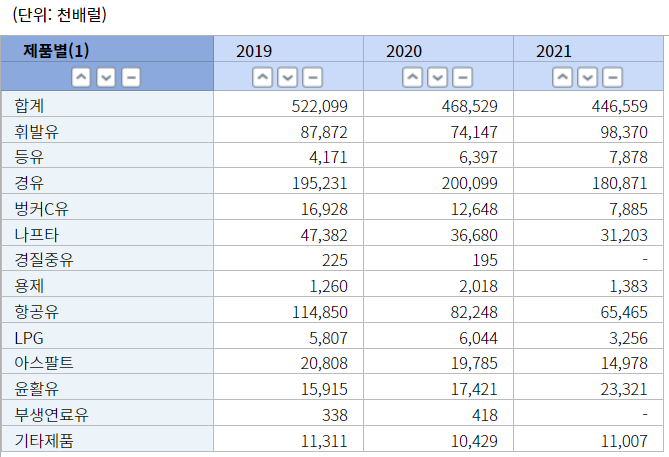 (단위: 천배럴)
제품별(1) 2019 2020 2021
합계 522,099 468,529 446,559
휘발유 87,872 74,147 98,370
등유 4,171 6,397 7,878
경유 195,231 200,099 180,871
벙커C유 16,928 12,648 7,885
나프타 47,382 36,680 31,203
경질중유 225 195 -
용제 1,260 2,018 1,383
항공유 114,850 82,248 65,465
LPG 5,807 6,044 3,256
아스팔트 20,808 19,785 14,978
윤활유 15,915 17,421 23,321
부생연료유 338 418 -
기타제품 11,311 10,429 11,007